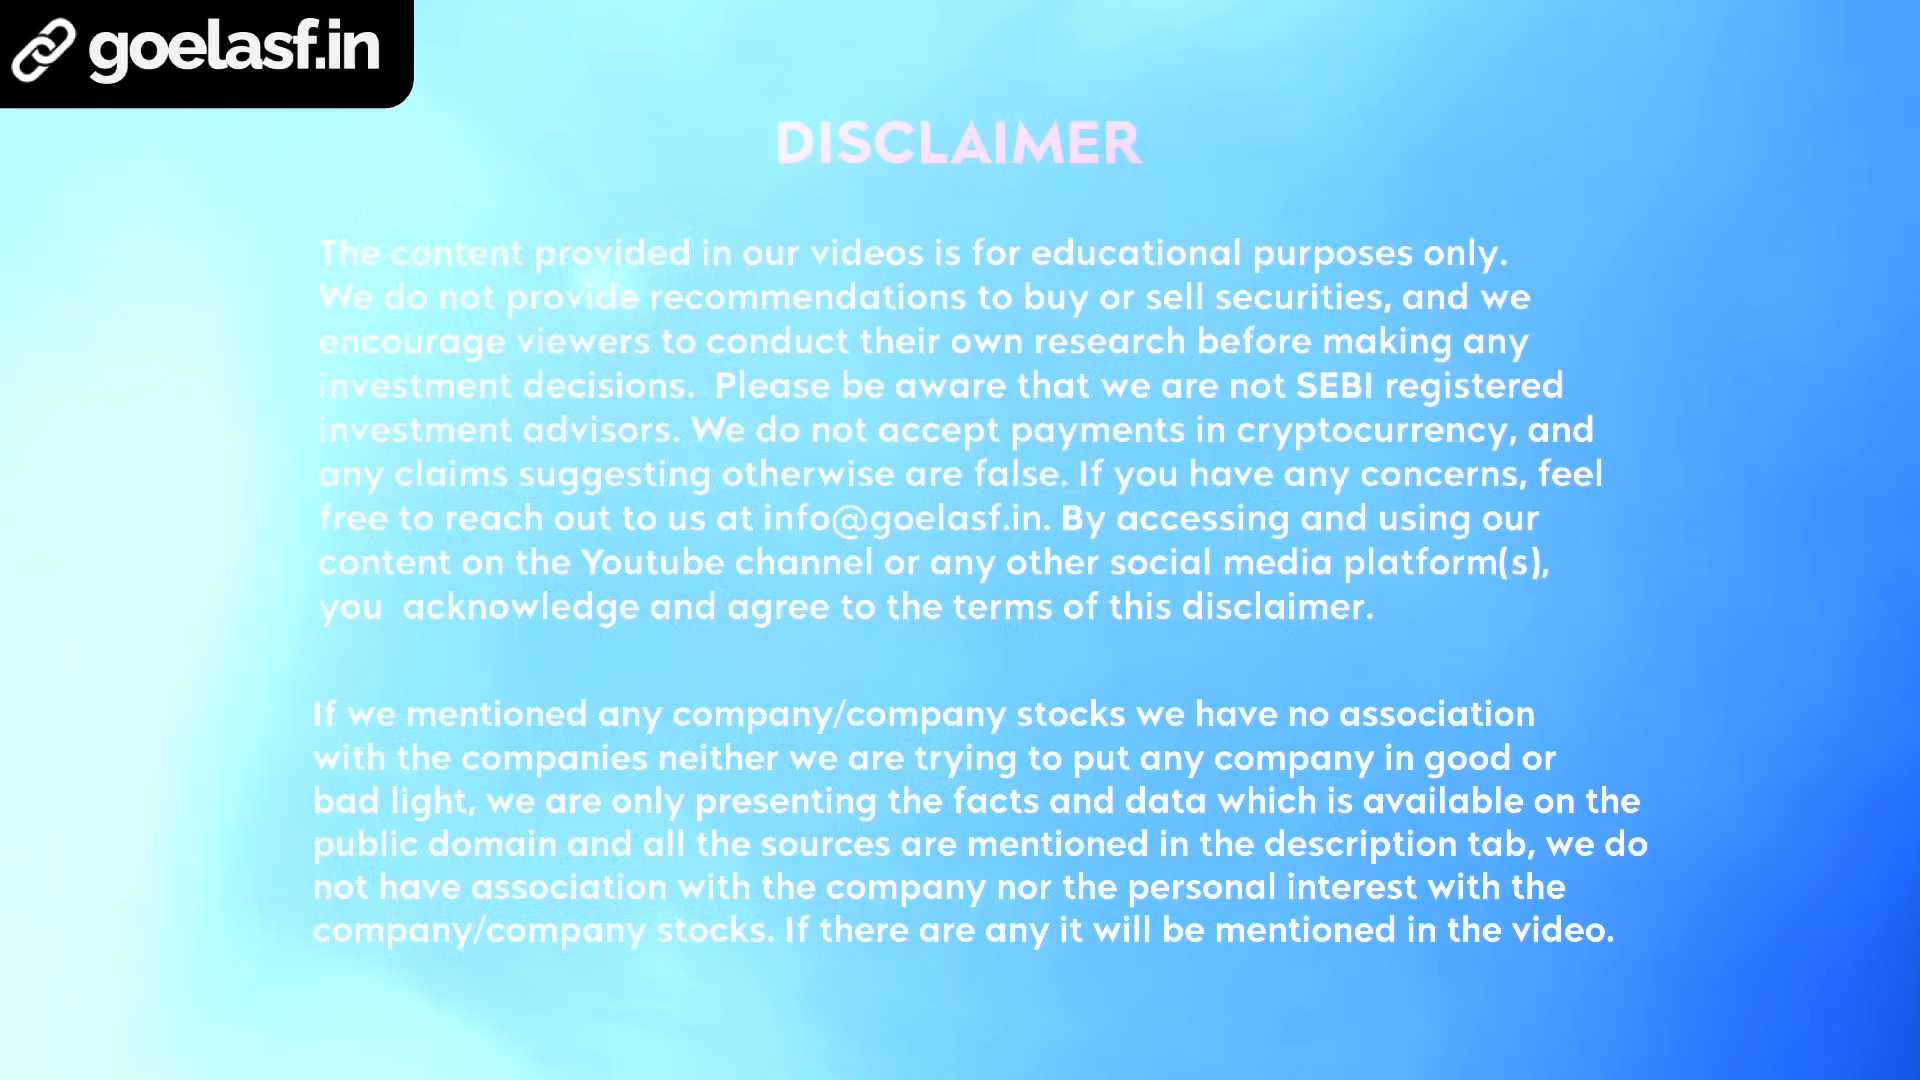 goelasf.in
DISCLAIMER
The content provided in our videos is for educational purposes only.
We do not provide recommendations to buy or sell securities, and we
encourage viewers to conduct their own research before making any
investment decisions.  Please be aware that we are not SEBI registered
investment advisors. We do not accept payments in cryptocurrency, and
any claims suggesting otherwise are false. If you have any concerns, feel
free to reach out to us at info@goelasf.in. By accessing and using our
content on the Youtube channel or any other social media platform(s),
you  acknowledge and agree to the terms of this disclaimer.
If we mentioned any company/company stocks we have no association
with the companies neither we are trying to put any company in good or
bad light, we are only presenting the facts and data which is available on the
public domain and all the sources are mentioned in the description tab, we do
not have association with the company nor the personal interest with the
company/company stocks. If there are any it will be mentioned in the video.